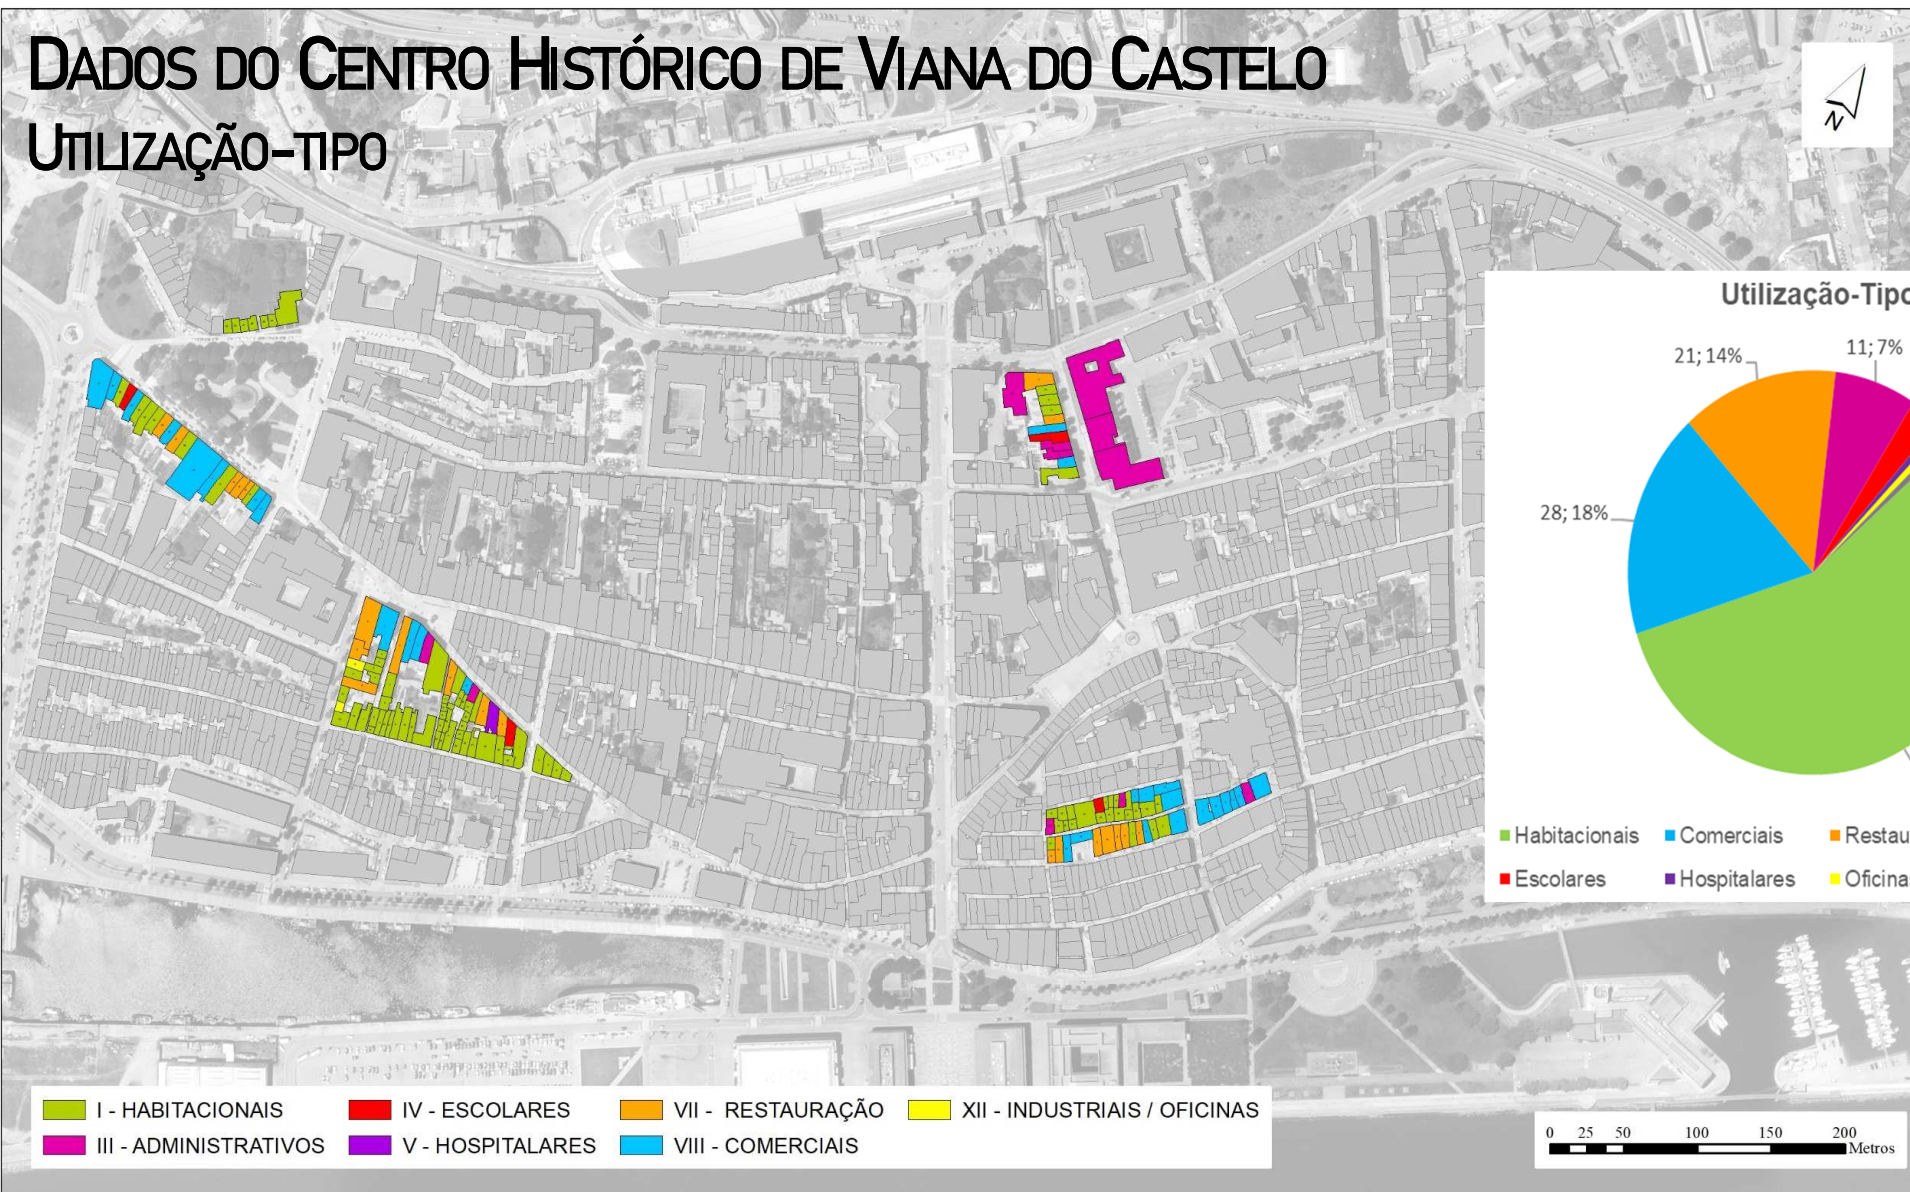 DADOS DO CENTRO HISTÓRICO DE VIANA DO CASTELO
UTILIZAÇÃO-TIPO
N
Utilização-Tipo
21; 14%
11; 7%
28; 18%
Habitacionais Comerciais Restau
Escolares Hospitalares Oficinas
I - HABITACIONAIS IV - ESCOLARES VII - RESTAURAÇÃO XII - INDUSTRIAIS / OFICINAS
III - ADMINISTRATIVOS V - HOSPITALARES VIII - COMERCIAIS
0 25 50 100 150 200
Metros